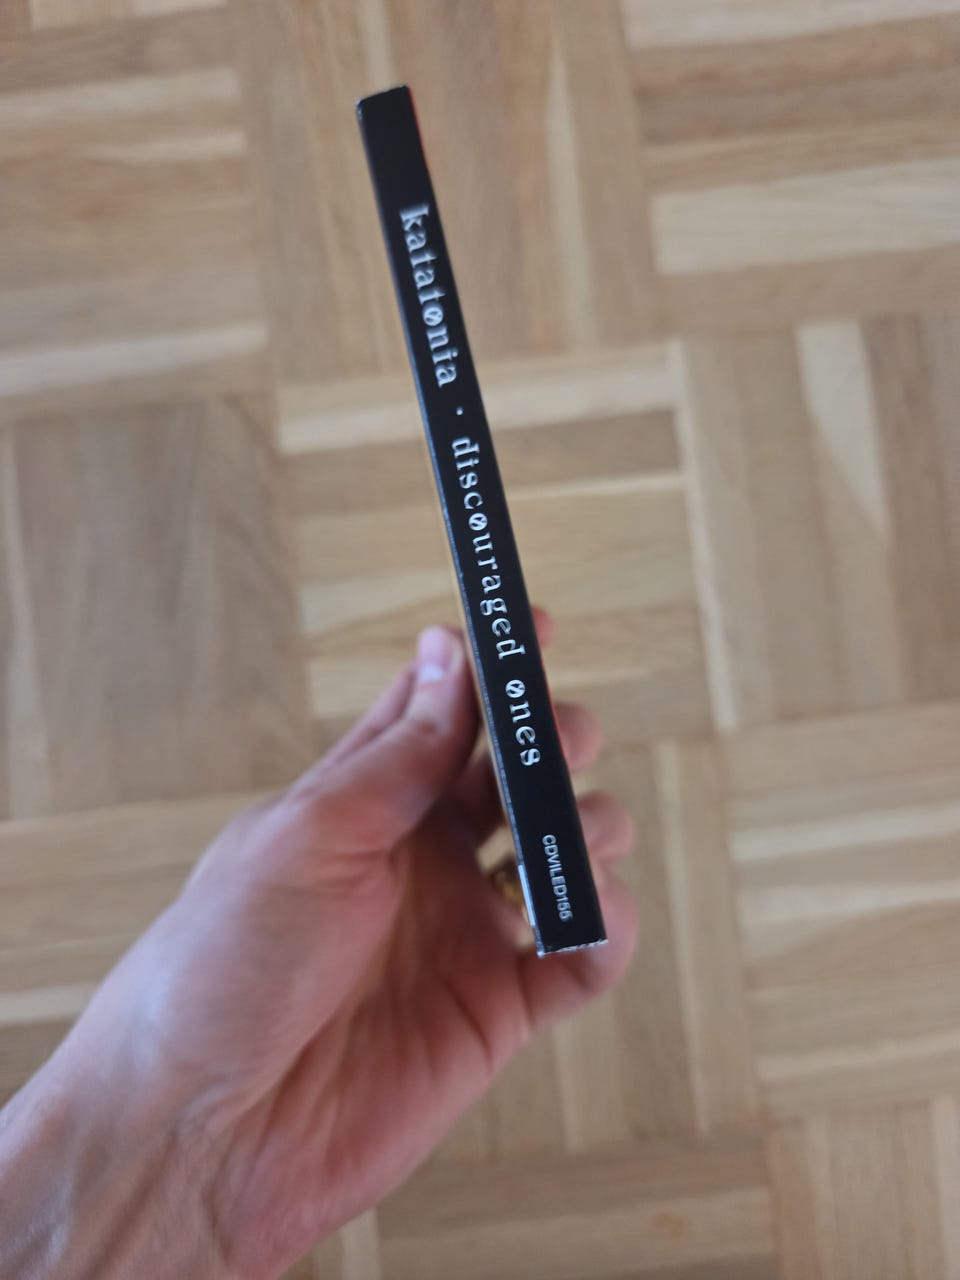 katatonia · discouraged ones
CDVILED155